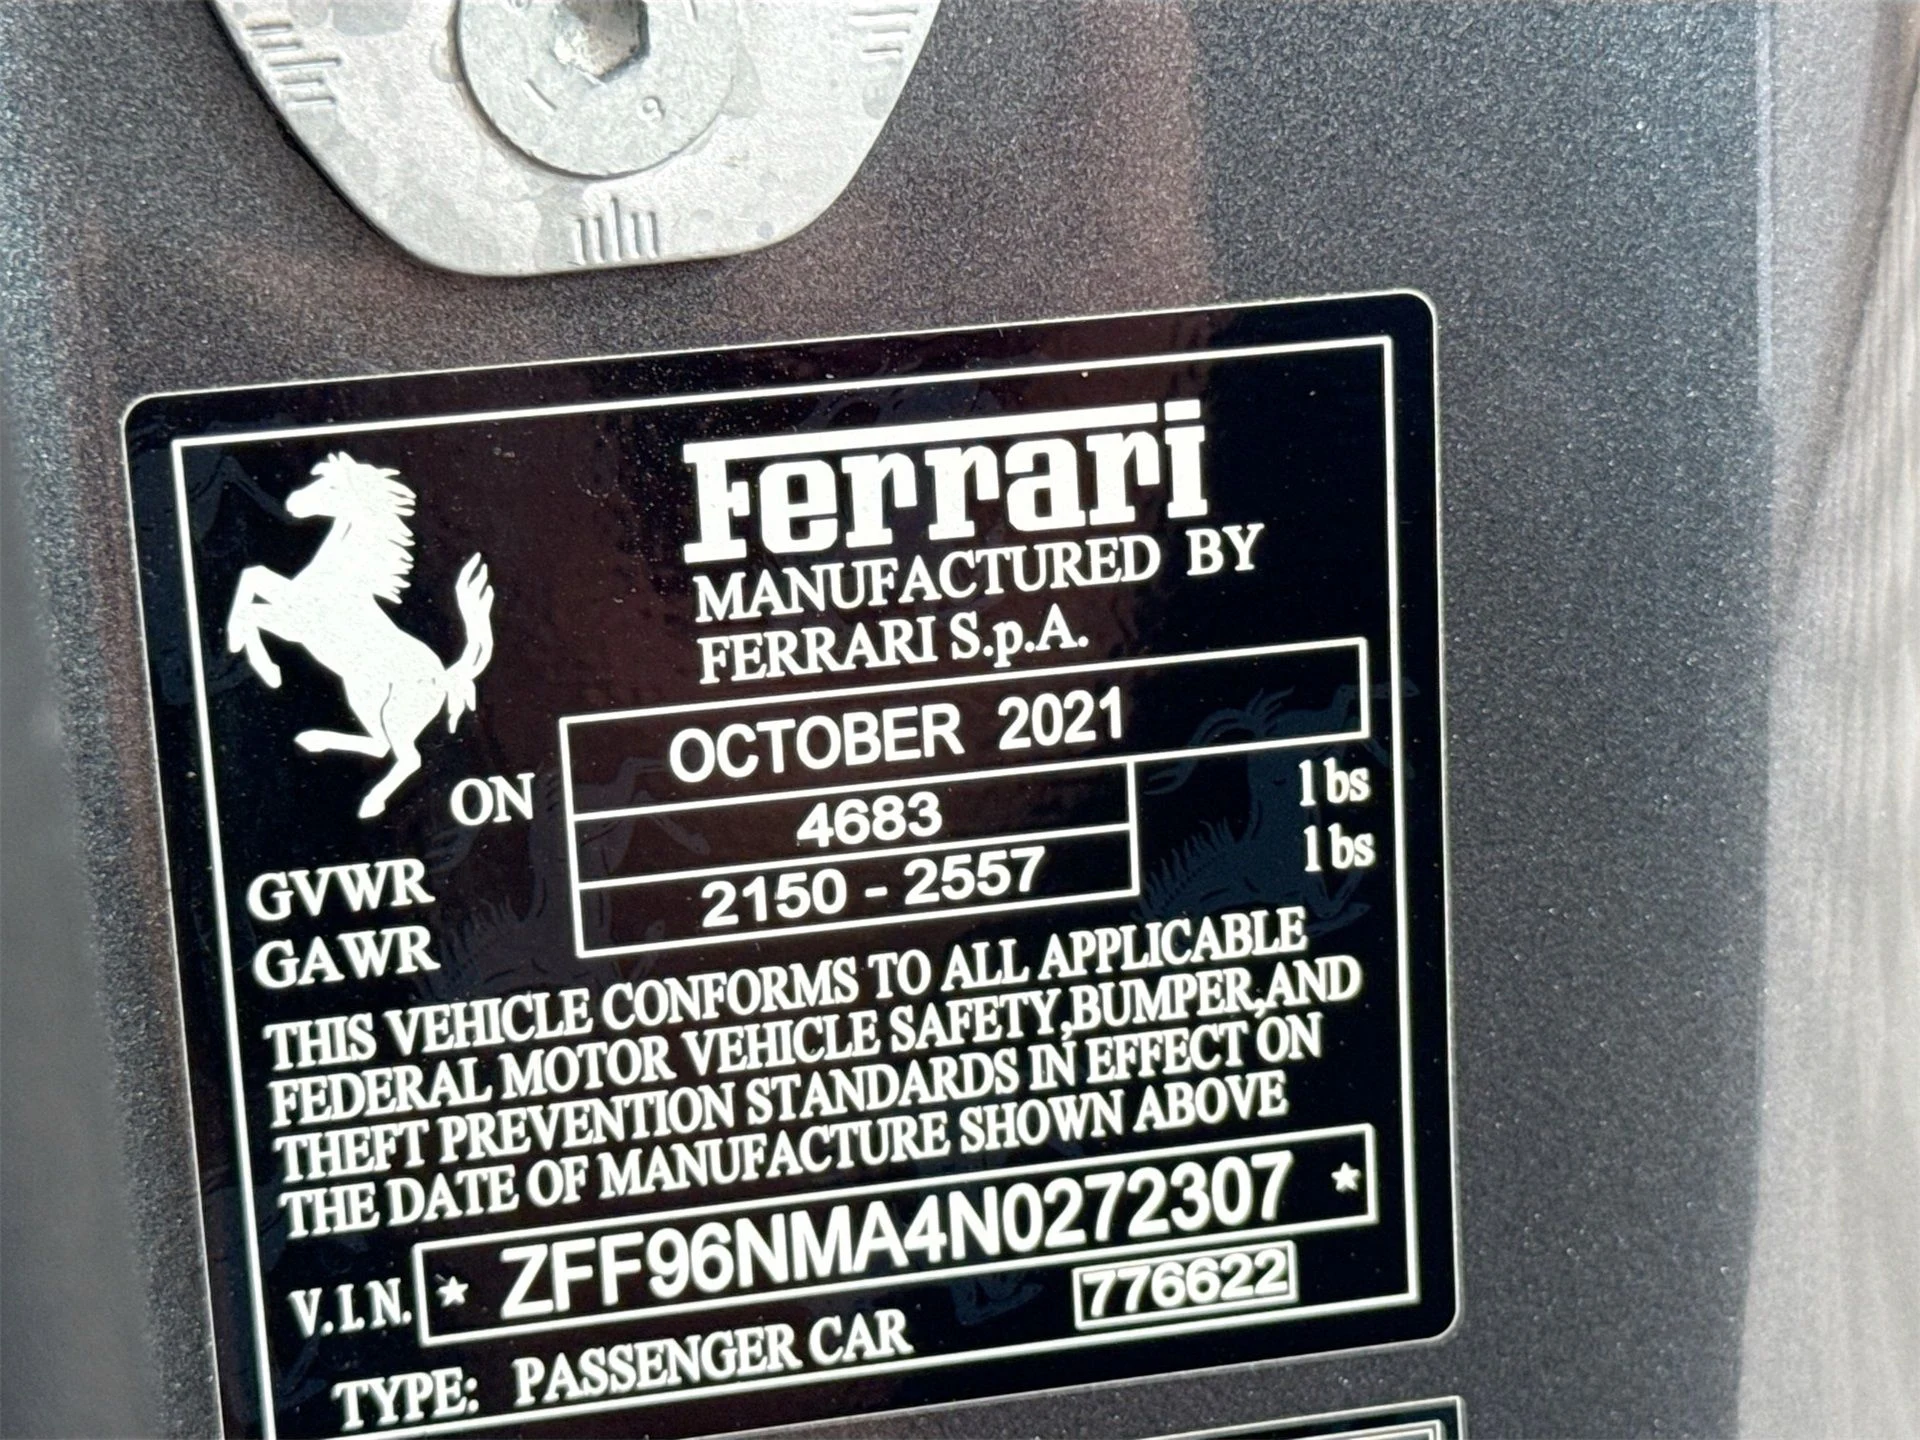 Ferrari
MANUFACTURED BY
FERRARI S.p.A.
ON OCTOBER 2021
GVWR 4683 lbs
GAWR 2150 - 2557 lbs
THIS VEHICLE CONFORMS TO ALL APPLICABLE
FEDERAL MOTOR VEHICLE SAFETY,BUMPER,AND
THEFT PREVENTION STANDARDS IN EFFECT ON
THE DATE OF MANUFACTURE SHOWN ABOVE
V.I.N. * ZFF96NMA4N0272307 *
776622
TYPE: PASSENGER CAR